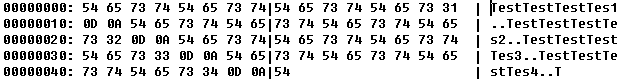 00000000: 54 65 73 74 54 65 73 74|54 65 73 74 54 65 73 31 | TestTestTestTes1
00000010: 0D 0A 54 65 73 74 54 65|73 74 54 65 73 74 54 65 | ..TestTestTestTe
00000020: 73 32 0D 0A 54 65 73 74|54 65 73 74 54 65 73 74 | s2..TestTestTest
00000030: 54 65 73 33 0D 0A 54 65|73 74 54 65 73 74 54 65 | Tes3..TestTestTe
00000040: 73 74 54 65 73 34 0D 0A|54 | stTes4..T